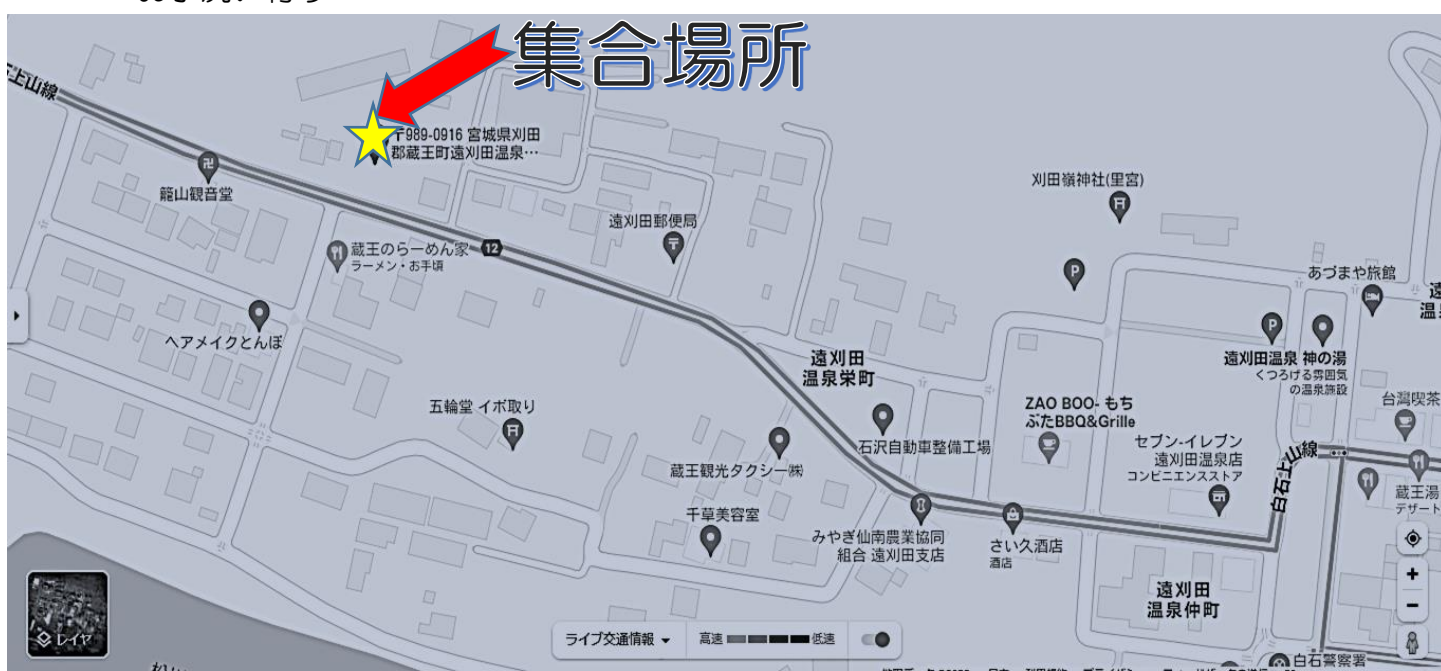 集合場所
〒989-0916 宮城県刈田
郡蔵王町遠刈田温泉…
籠山観音堂
蔵王のらーめん家
ラーメン・お手頃
12
遠刈田郵便局
刈田嶺神社(里宮)
P
あづまや旅館
ヘアメイクとんぼ
遠刈田
温泉栄町
P
遠刈田温泉 神の湯
くつろげる雰囲気
の温泉施設
五輪堂 イボ取り
ZAO BOO- もち
ぶたBBQ&Grille
台湾喫茶
石沢自動車整備工場
セブン-イレブン
遠刈田温泉店
コンビニエンスストア
白石上山線
蔵王観光タクシー㈱
蔵王湯
デザート
千草美容室
みやぎ仙南農業協同
組合 遠刈田支店
さい久酒店
酒店
遠刈田
温泉仲町
レイヤ
ライブ交通情報
高速
低速
白石警察署